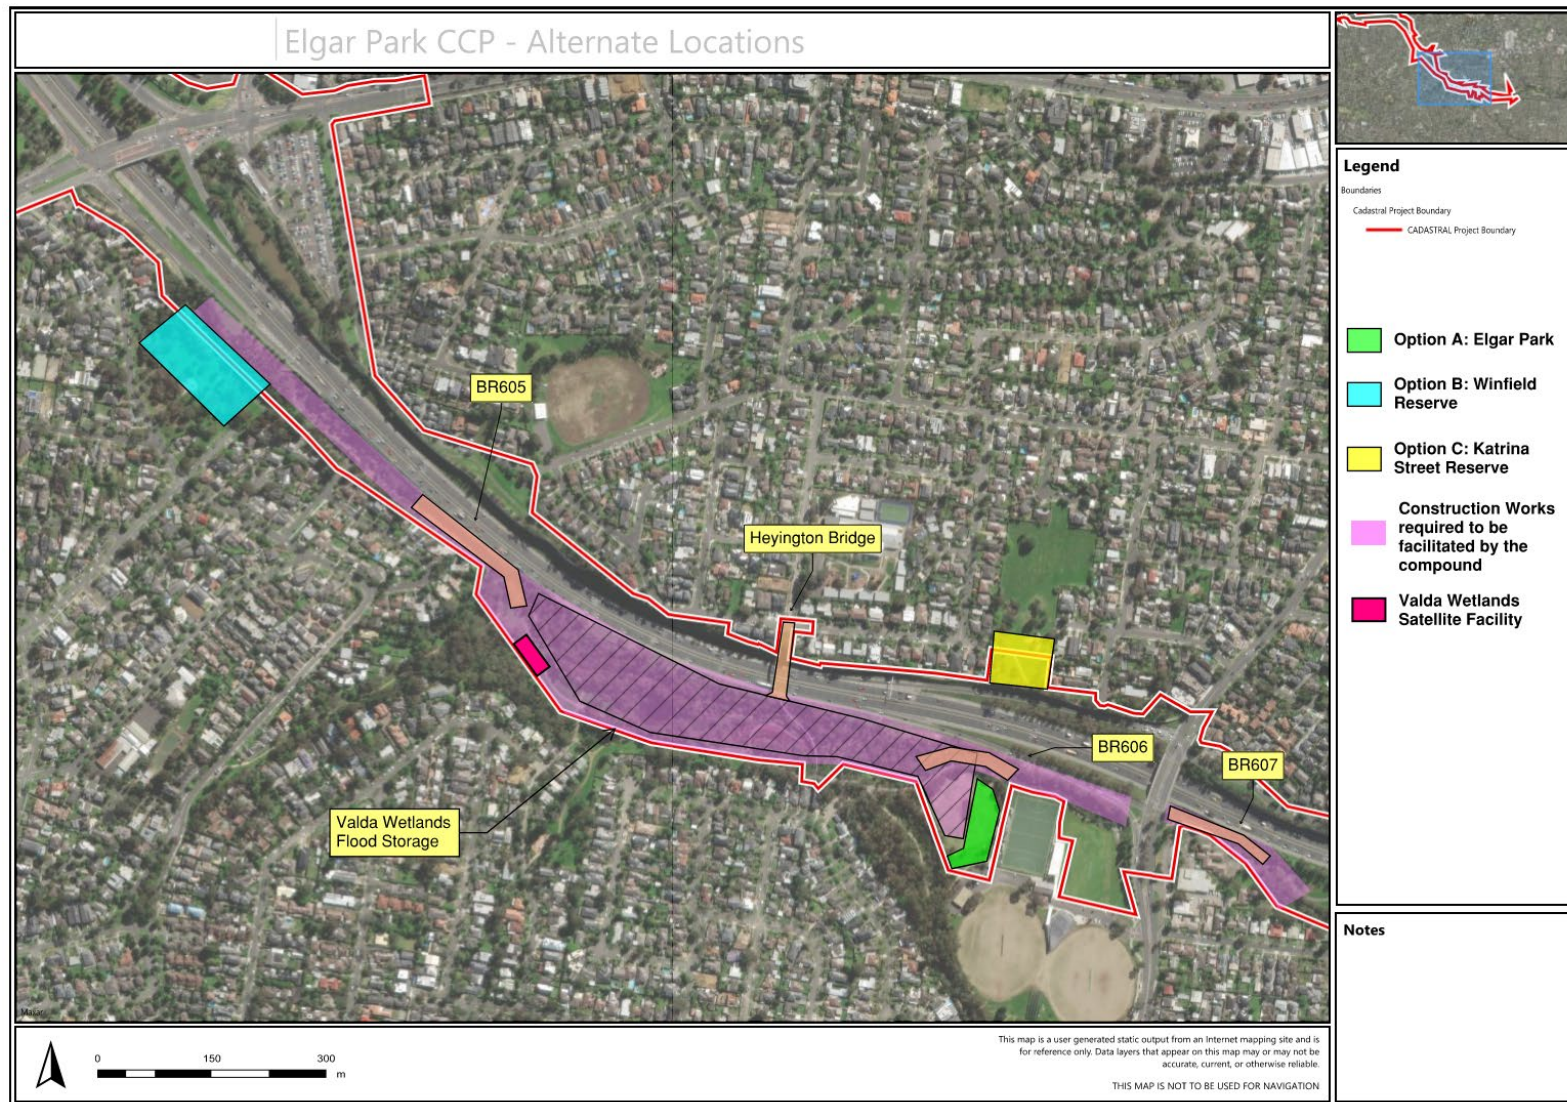 Elgar Park CCP - Alternate Locations
BR605
Heyington Bridge
BR606
BR607
Valda Wetlands
Flood Storage
Legend
Boundaries
Cadastral Project Boundary
CADASTRAL Project Boundary
Option A: Elgar Park
Option B: Winfield
Reserve
Option C: Katrina
Street Reserve
Construction Works
required to be
facilitated by the
compound
Valda Wetlands
Satellite Facility
Notes
0 150 300
m
This map is a user generated static output from an Internet mapping site and is
for reference only. Data layers that appear on this map may or may not be
accurate, current, or otherwise reliable.
THIS MAP IS NOT TO BE USED FOR NAVIGATION